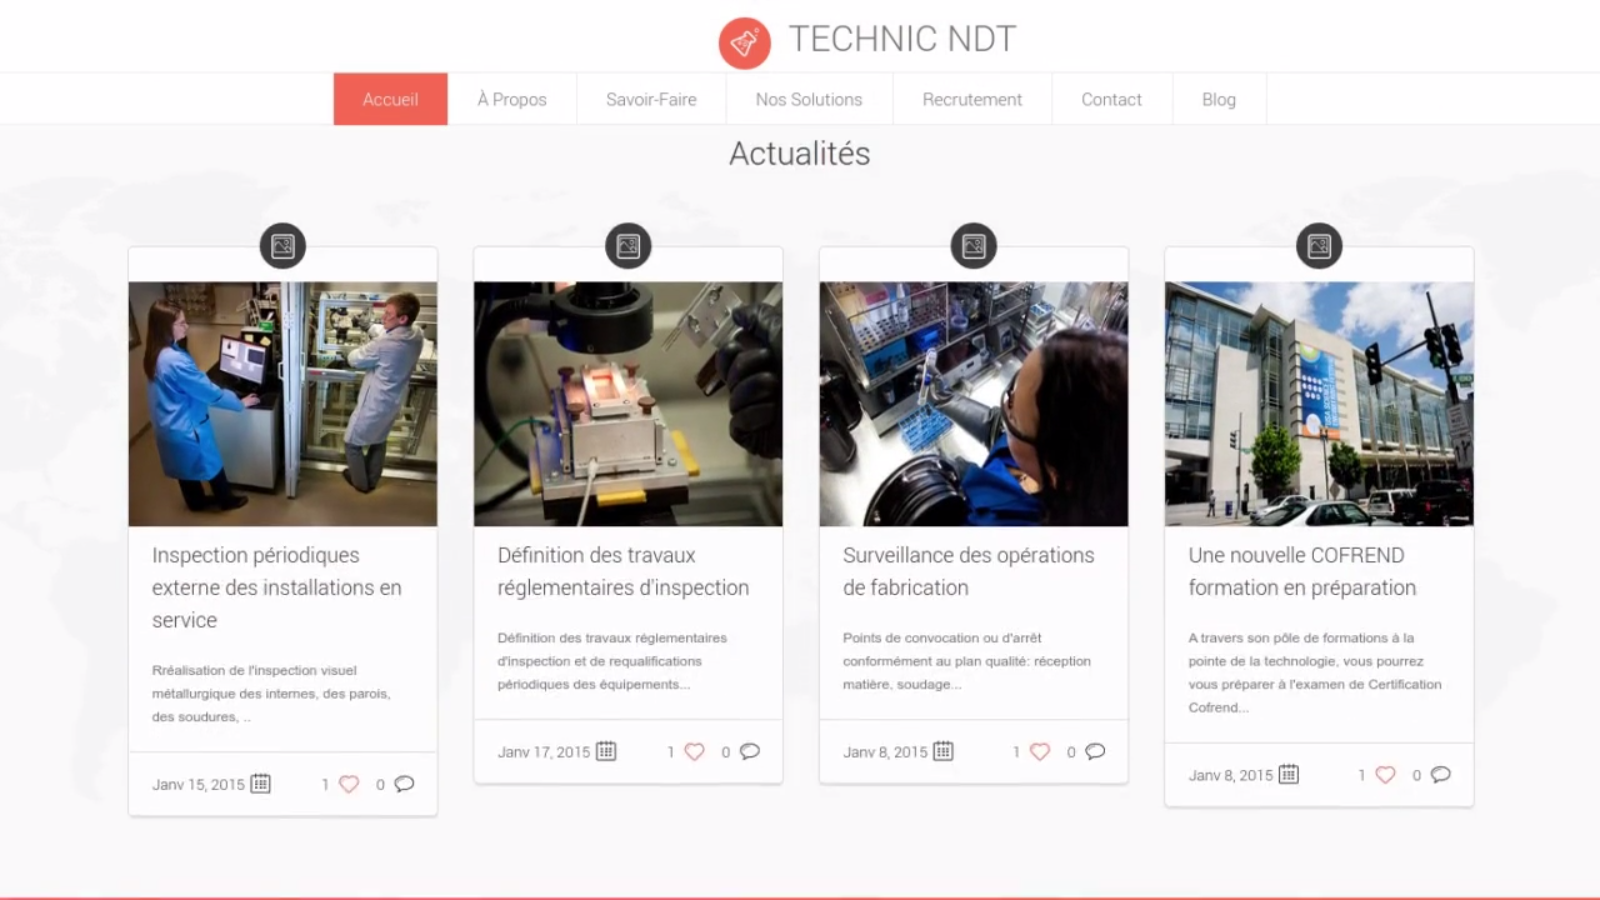 TECHNIC NDT
Accueil
À Propos
Savoir-Faire
Nos Solutions
Recrutement
Contact
Blog
Actualités
Inspection périodiques
externe des installations en
service
Rréalisation de l'inspection visuel
métallurgique des internes, des parois,
des soudures, ..
Janv 15, 2015
1
0
Définition des travaux
réglementaires d'inspection
Définition des travaux réglementaires
d'inspection et de requalifications
périodiques des équipements...
Janv 17, 2015
1
0
Surveillance des opérations
de fabrication
Points de convocation ou d'arrêt
conformément au plan qualité: réception
matière, soudage...
Janv 8, 2015
1
0
Une nouvelle COFREND
formation en préparation
A travers son pôle de formations à la
pointe de la technologie, vous pourrez
vous préparer à l'examen de Certification
Cofrend...
Janv 8, 2015
1
0